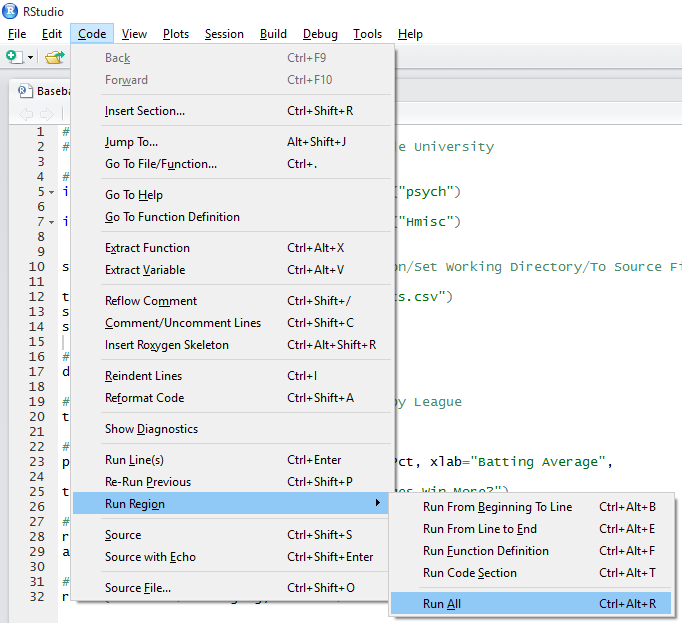 RStudio
File Edit Code View Plots Session Build Debug Tools Help
Baseba
Back Ctrl+F9
Forward Ctrl+F10
Insert Section... Ctrl+Shift+R
Jump To... Alt+Shift+J
Go To File/Function... Ctrl+.
Go To Help
Go To Function Definition
Extract Function Ctrl+Alt+X
Extract Variable Ctrl+Alt+V
Reflow Comment Ctrl+Shift+/
Comment/Uncomment Lines Ctrl+Shift+C
Insert Roxygen Skeleton Ctrl+Alt+Shift+R
Reindent Lines Ctrl+I
Reformat Code Ctrl+Shift+A
Show Diagnostics
Run Line(s) Ctrl+Enter
Re-Run Previous Ctrl+Shift+P
Run Region
Source Ctrl+Shift+S
Source with Echo Ctrl+Shift+Enter
Source File... Ctrl+Shift+O
Run From Beginning To Line Ctrl+Alt+B
Run From Line to End Ctrl+Alt+E
Run Function Definition Ctrl+Alt+F
Run Code Section Ctrl+Alt+T
Run All Ctrl+Alt+R
1 #
2 # e University
3
4 #
5 i ("psych")
6
7 i ("Hmisc")
8
9
10 s on/Set Working Directory/To Source Fi
11
12 t s.csv")
13 s
14 s
15
16 #
17 d
18
19 # by League
20 t
21
22 #
23 p Pct, xlab="Batting Average",
24
25 t es Win More?")
26
27 #
28 r
29 a
30
31 #
32 r